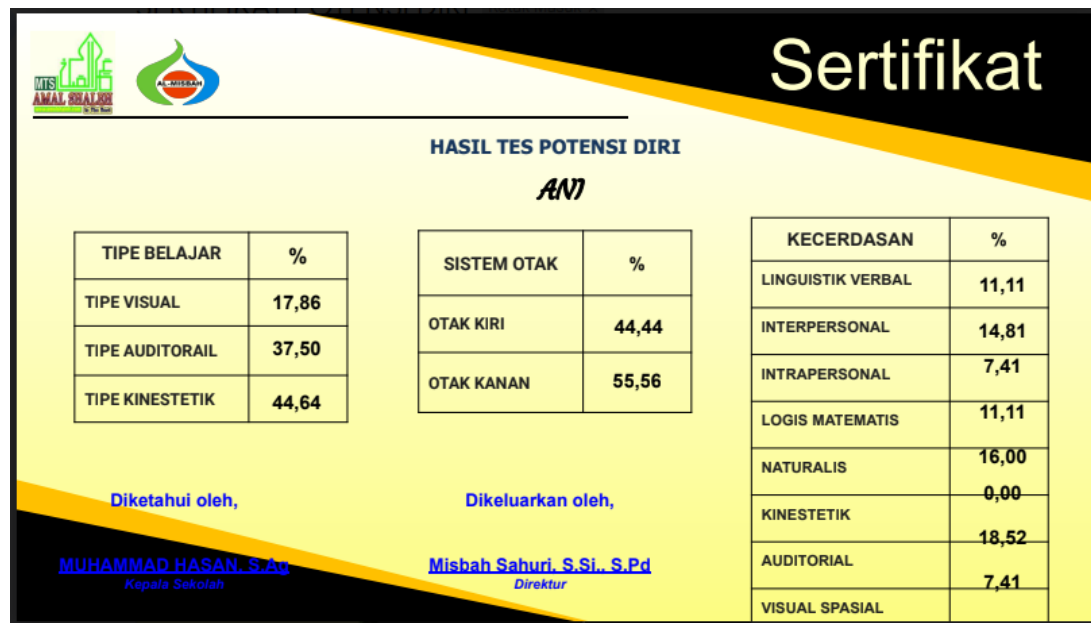 MTS
AMAL SHALEH
AL-MISBAH
Sertifikat
HASIL TES POTENSI DIRI
ANI
TIPE BELAJAR %
TIPE VISUAL 17,86
TIPE AUDITORAIL 37,50
TIPE KINESTETIK 44,64
SISTEM OTAK %
OTAK KIRI 44,44
OTAK KANAN 55,56
KECERDASAN %
LINGUISTIK VERBAL 11,11
INTERPERSONAL 14,81
INTRAPERSONAL 7,41
LOGIS MATEMATIS 11,11
NATURALIS 16,00
KINESTETIK 0,00
AUDITORIAL 18,52
VISUAL SPASIAL 7,41
Diketahui oleh,
MUHAMMAD HASAN, S.Ag
Kepala Sekolah
Dikeluarkan oleh,
Misbah Sahuri, S.Si., S.Pd
Direktur